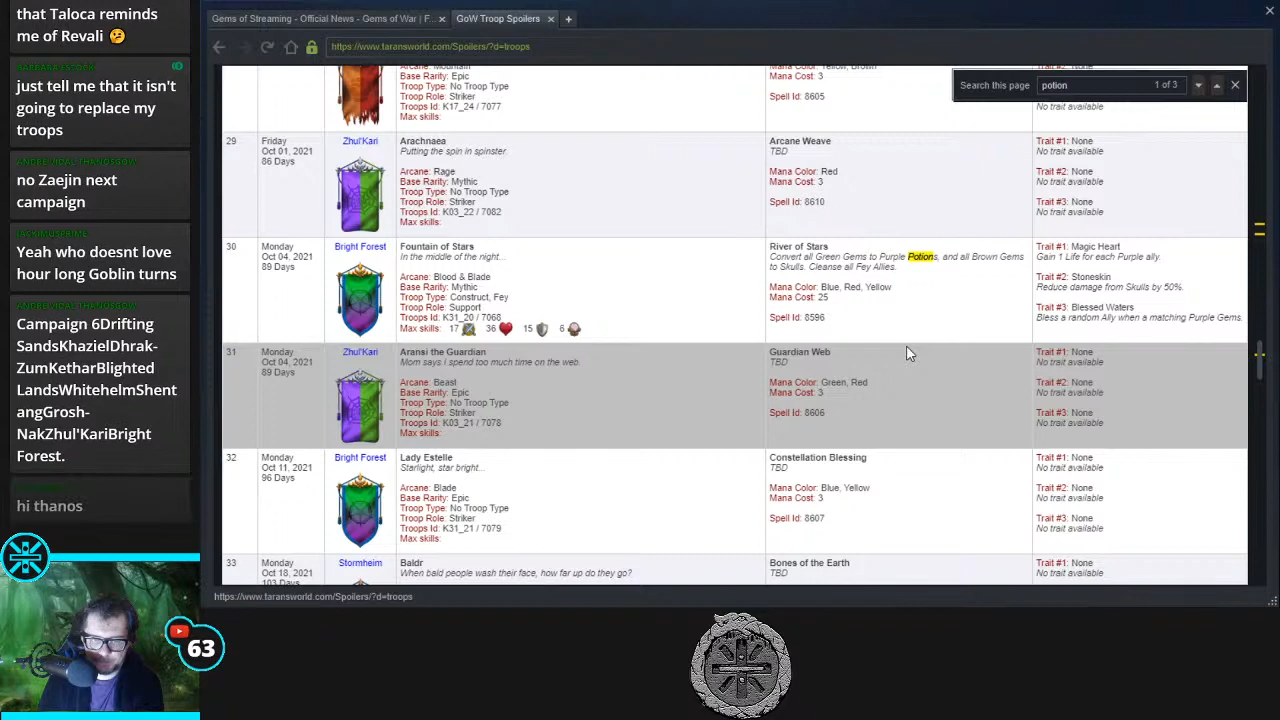 that Taloca reminds
me of Revali
just tell me that it isn't
going to replace my
troops
ANDRE VIDAL THANOSGOW
no Zaejin next
campaign
JACKIMUSPRIME
Yeah who doesnt love
hour long Goblin turns
ANDRE VIDAL THANOSGOW
Campaign 6Drifting
SandsKhazielDhrak-
ZumKetharBlighted
LandsWhitehelmShent
angGrosh-
NakZhul'KariBright
Forest.
hi thanos
63
Gems of Streaming - Official News - Gems of War | F...
GoW Troop Spoilers
https://www.taransworld.com/Spoilers/?d=troops
Search this page potion 1 of 3
Arcane: Mountain
Base Rarity: Epic
Troop Type: No Troop Type
Troop Role: Striker
Troops Id: K17_24 / 7077
Max skills:
Mana Color: Yellow, Brown
Mana Cost: 3
Spell Id: 8605
No trait available
29
Friday
Oct 01, 2021
86 Days
Zhul'Kari
Arachnaea
Putting the spin in spinster.
Arcane: Rage
Base Rarity: Mythic
Troop Type: No Troop Type
Troop Role: Striker
Troops Id: K03_22 / 7082
Max skills:
Arcane Weave
TBD
Mana Color: Red
Mana Cost: 3
Spell Id: 8610
Trait #1: None
No trait available
Trait #2: None
No trait available
Trait #3: None
No trait available
30
Monday
Oct 04, 2021
89 Days
Bright Forest
Fountain of Stars
In the middle of the night...
Arcane: Blood & Blade
Base Rarity: Mythic
Troop Type: Construct, Fey
Troop Role: Support
Troops Id: K31_20 / 7068
Max skills: 17 36 15 6
River of Stars
Convert all Green Gems to Purple Potions, and all Brown Gems
to Skulls. Cleanse all Fey Allies.
Mana Color: Blue, Red, Yellow
Mana Cost: 25
Spell Id: 8596
Trait #1: Magic Heart
Gain 1 Life for each Purple ally.
Trait #2: Stoneskin
Reduce damage from Skulls by 50%.
Trait #3: Blessed Waters
Bless a random Ally when a matching Purple Gems.
31
Monday
Oct 04, 2021
89 Days
Zhul'Kari
Aransi the Guardian
Mom says I spend too much time on the web.
Arcane: Beast
Base Rarity: Epic
Troop Type: No Troop Type
Troop Role: Striker
Troops Id: K03_21 / 7078
Max skills:
Guardian Web
TBD
Mana Color: Green, Red
Mana Cost: 3
Spell Id: 8606
Trait #1: None
No trait available
Trait #2: None
No trait available
Trait #3: None
No trait available
32
Monday
Oct 11, 2021
96 Days
Bright Forest
Lady Estelle
Starlight, star bright...
Arcane: Blade
Base Rarity: Epic
Troop Type: No Troop Type
Troop Role: Striker
Troops Id: K31_21 / 7079
Max skills:
Constellation Blessing
TBD
Mana Color: Blue, Yellow
Mana Cost: 3
Spell Id: 8607
Trait #1: None
No trait available
Trait #2: None
No trait available
Trait #3: None
No trait available
33
Monday
Oct 18, 2021
103 Days
Stormheim
Baldr
When bald people wash their face, how far up do they go?
Bones of the Earth
TBD
Trait #1: None
No trait available
https://www.taransworld.com/Spoilers/?d=troops